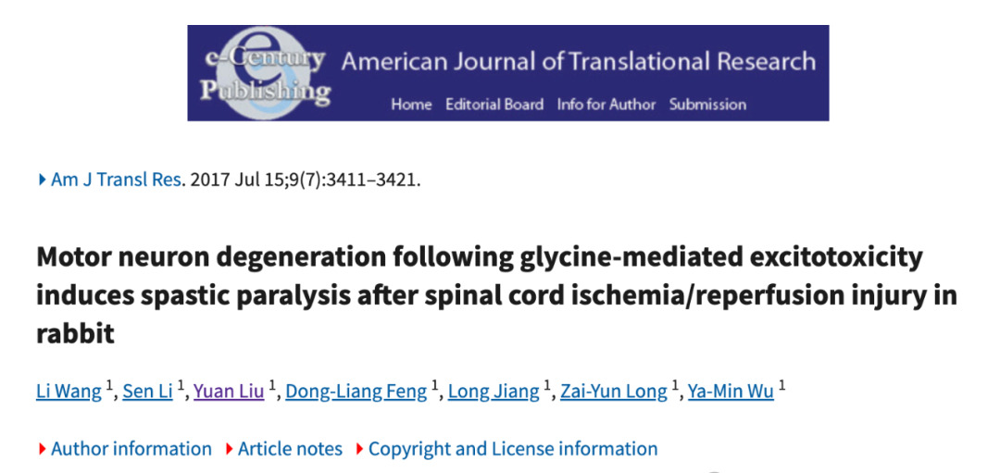 e-Century
Publishing
American Journal of Translational Research
Home Editorial Board Info for Author Submission
Am J Transl Res. 2017 Jul 15;9(7):3411–3421.
Motor neuron degeneration following glycine-mediated excitotoxicity
induces spastic paralysis after spinal cord ischemia/reperfusion injury in
rabbit
Li Wang 1, Sen Li 1, Yuan Liu 1, Dong-Liang Feng 1, Long Jiang 1, Zai-Yun Long 1, Ya-Min Wu 1
Author information Article notes Copyright and License information